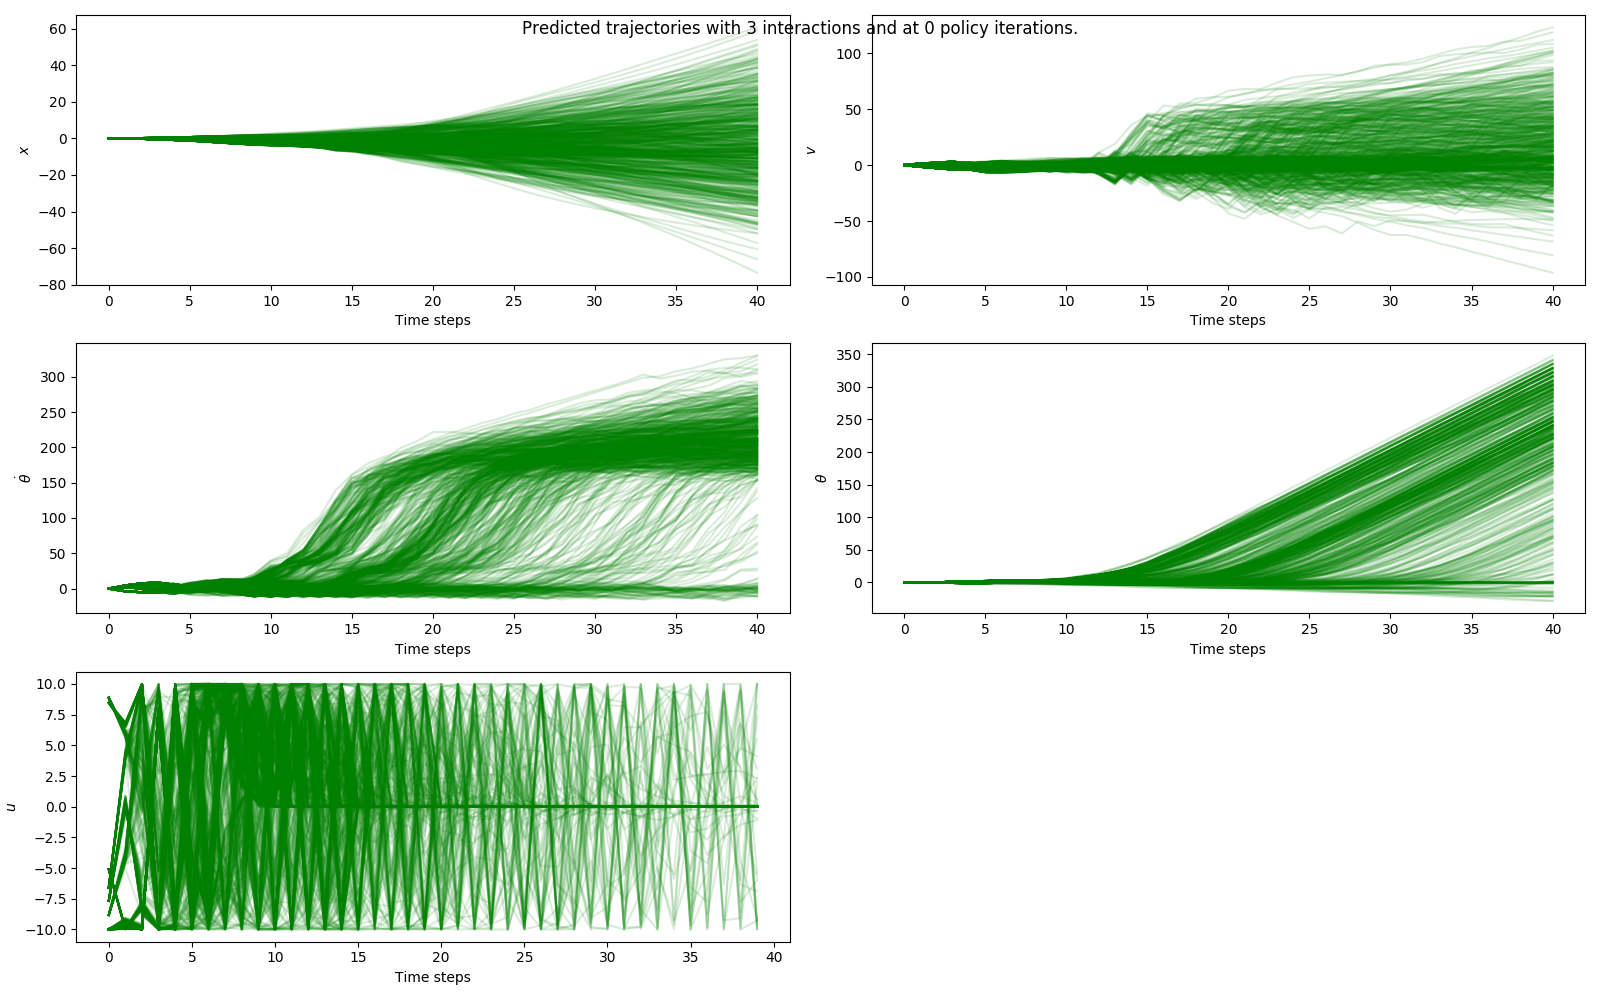 Predicted trajectories with 3 interactions and at 0 policy iterations.
60
40
20
0
−20
−40
−60
−80
x
0 5 10 15 20 25 30 35 40
Time steps
100
50
0
−50
−100
v
0 5 10 15 20 25 30 35 40
Time steps
300
250
200
150
100
50
0
θ̇
0 5 10 15 20 25 30 35 40
Time steps
350
300
250
200
150
100
50
0
θ
0 5 10 15 20 25 30 35 40
Time steps
10.0
7.5
5.0
2.5
0.0
−2.5
−5.0
−7.5
−10.0
u
0 5 10 15 20 25 30 35 40
Time steps